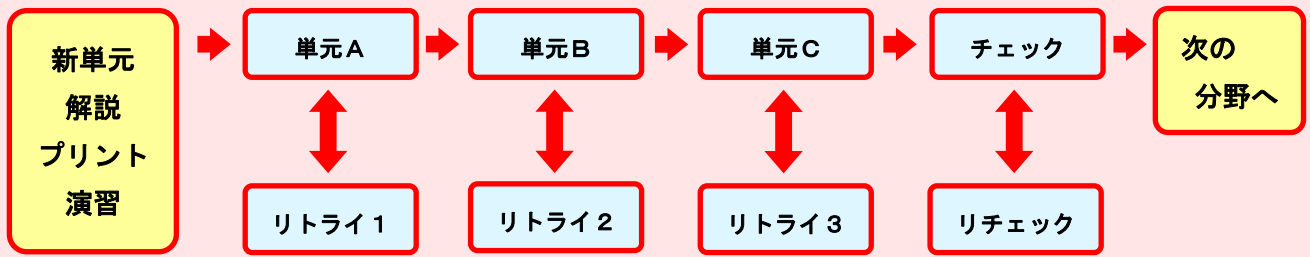 新単元
解説
プリント
演習
単元A
単元B
単元C
チェック
次の
分野へ
リトライ1
リトライ2
リトライ3
リチェック